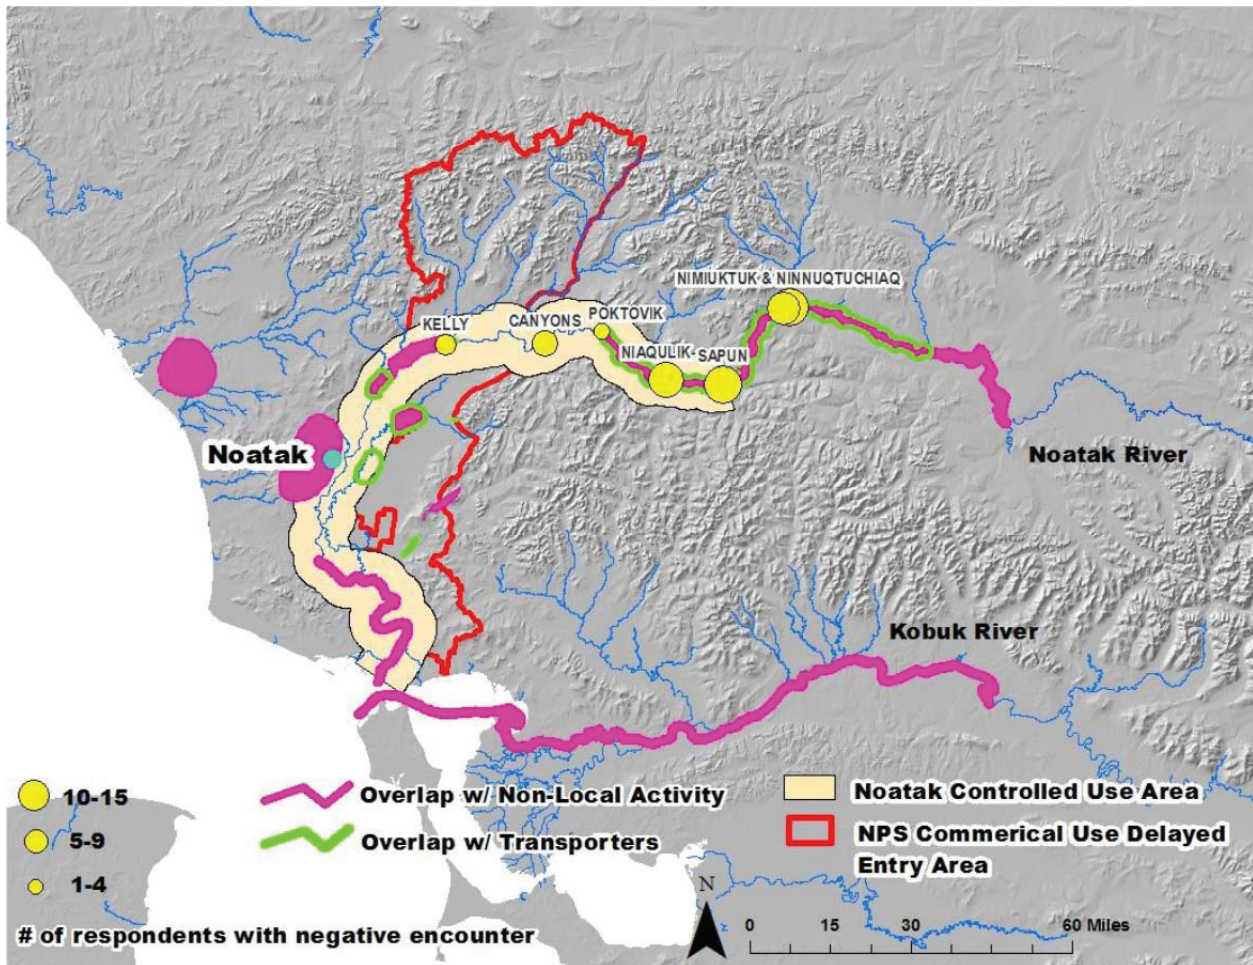 NIMIUKTUK & NINNUQTUCHIAQ
KELLY
CANYONS
POKTOVIK
NIAQULIK-SAPUN
Noatak
Noatak River
Kobuk River
10-15
5-9
1-4
# of respondents with negative encounter
Overlap w/ Non-Local Activity
Overlap w/ Transporters
Noatak Controlled Use Area
NPS Commerical Use Delayed
Entry Area
N
0 15 30 60 Miles